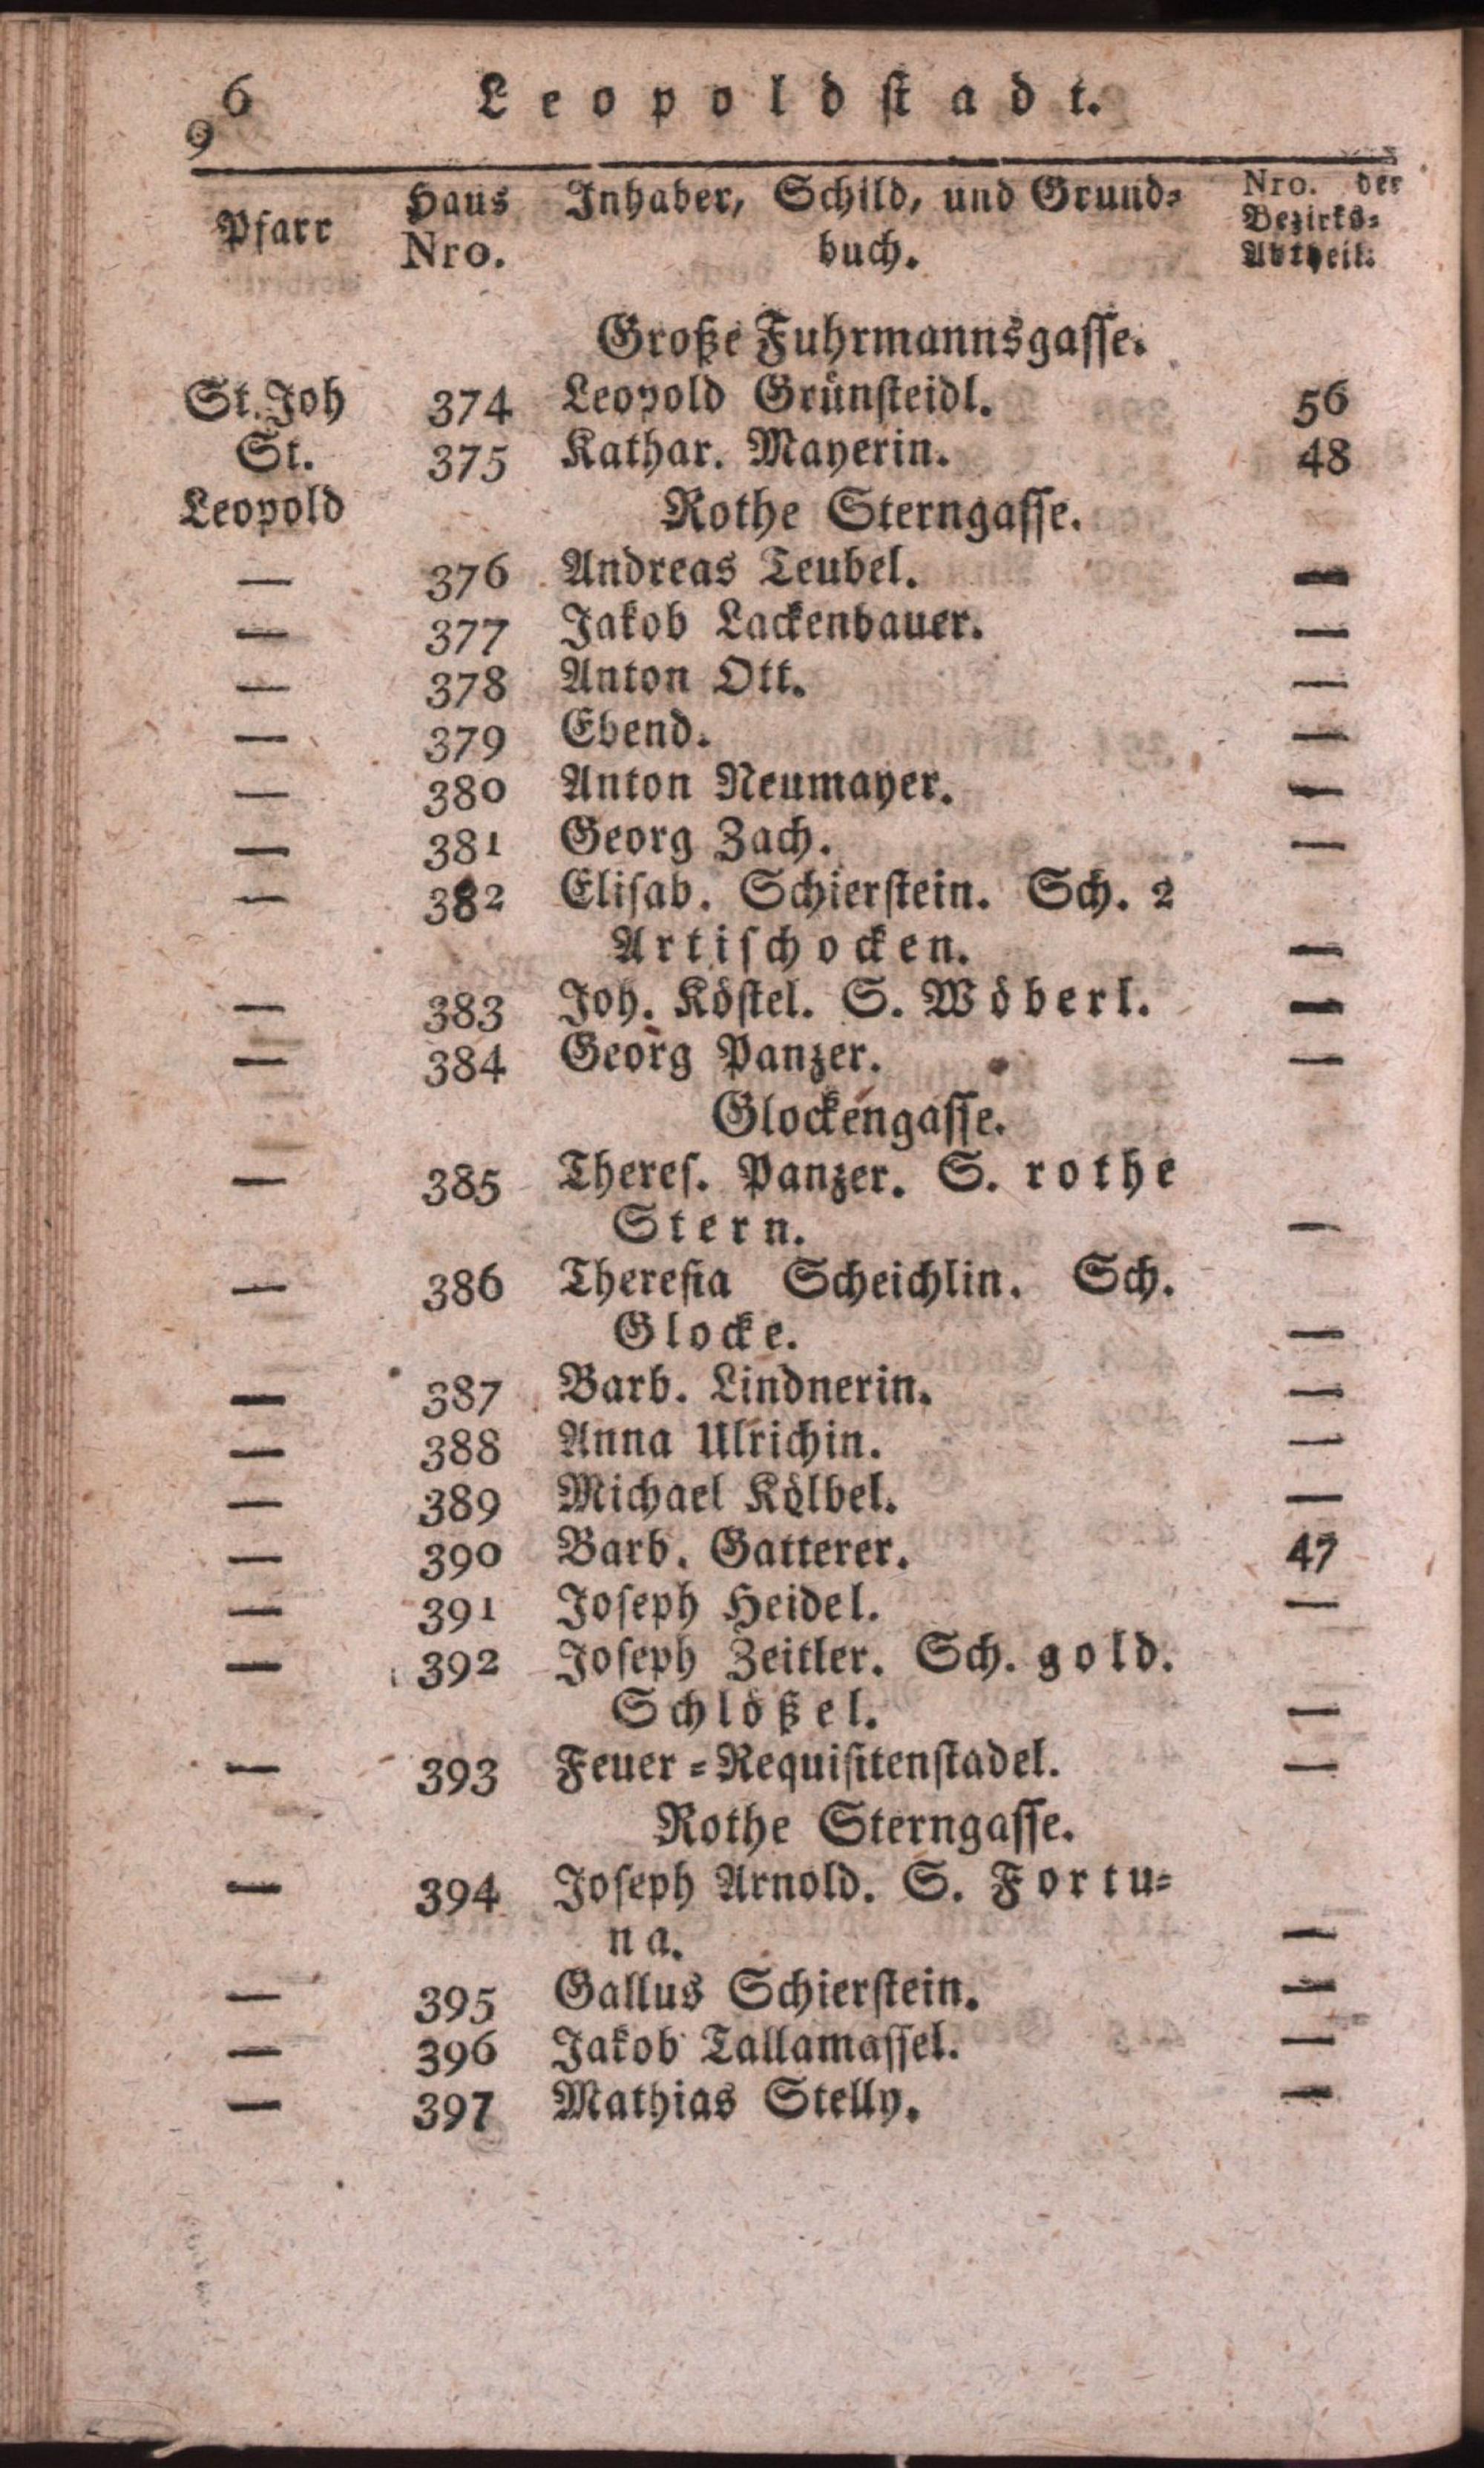 96 Leopoldstadt.
Pfarr Haus Nro. Inhaber, Schild, und Grund- Nro. der Bezirks-
buch. Abtheil.
Große Fuhrmannsgasse.
St. Joh 374 Leopold Grünsteidl. 56
St. 375 Kathar. Mayerin. 48
Leopold Rothe Sterngasse.
— 376 Andreas Teubel. —
— 377 Jakob Lackenbauer. —
— 378 Anton Ott. —
— 379 Ebend. —
— 380 Anton Neumayer. —
— 381 Georg Zach. —
— 382 Elisab. Schierstein. Sch. 2
Artischocken. —
— 383 Joh. Köstel. S. Wöberl. —
— 384 Georg Panzer. —
Glockengasse.
— 385 Theres. Panzer. S. rothe
Stern. —
— 386 Theresia Scheichlin. Sch.
Glocke. —
— 387 Barb. Lindnerin. —
— 388 Anna Ulrichin. —
— 389 Michael Kölbel. —
— 390 Barb. Gatterer. 47
— 391 Joseph Heidel. —
— 392 Joseph Zeitler. Sch. gold.
Schlößel. —
— 393 Feuer-Requisitenstadel. —
Rothe Sterngasse.
— 394 Joseph Arnold. S. Fortu-
na. —
— 395 Gallus Schierstein. —
— 396 Jakob Tallamassel. —
— 397 Mathias Stelly. —